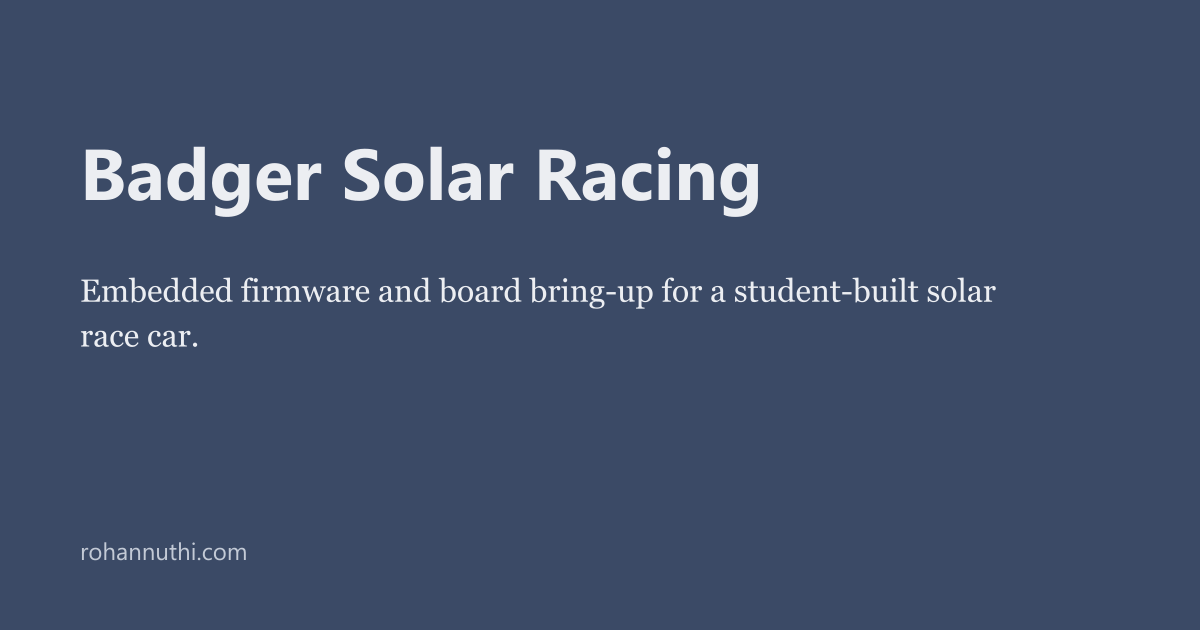 Badger Solar Racing
Embedded firmware and board bring-up for a student-built solar
race car.
rohannuthi.com